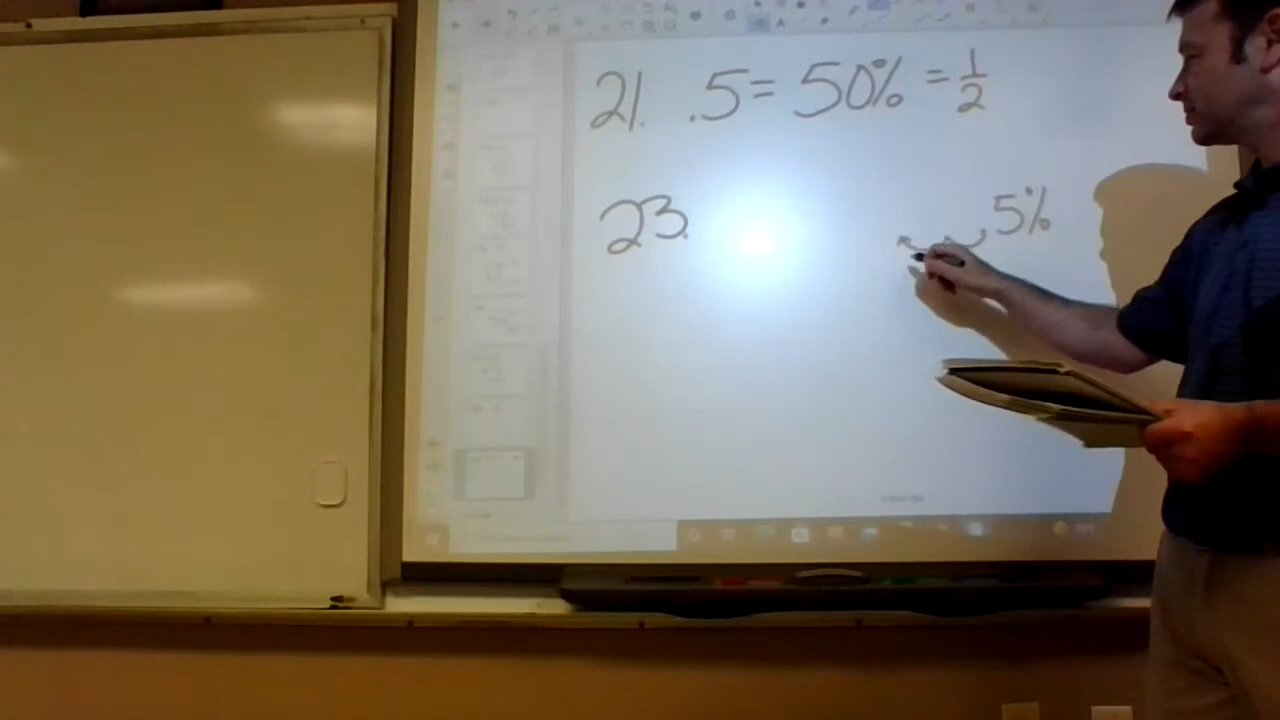 21. .5 = 50% = 1/2
23. 5%